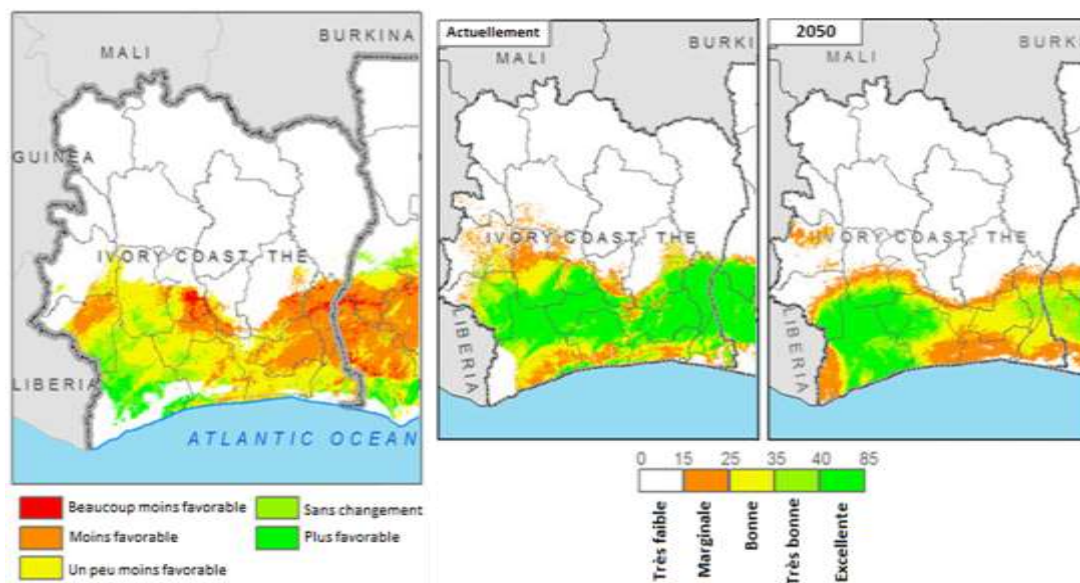 MALI
BURKINA
GUINEA
IVORY COAST, THE
LIBERIA
ATLANTIC OCEAN
Beaucoup moins favorable
Moins favorable
Un peu moins favorable
Sans changement
Plus favorable
Actuellement
BURKI
MALI
IVORY COAST, THE
LIBERIA
2050
BURK
MALI
IVORY COAST, THE
LIBERIA
0 15 25 35 40 85
Très faible
Marginale
Bonne
Très bonne
Excellente